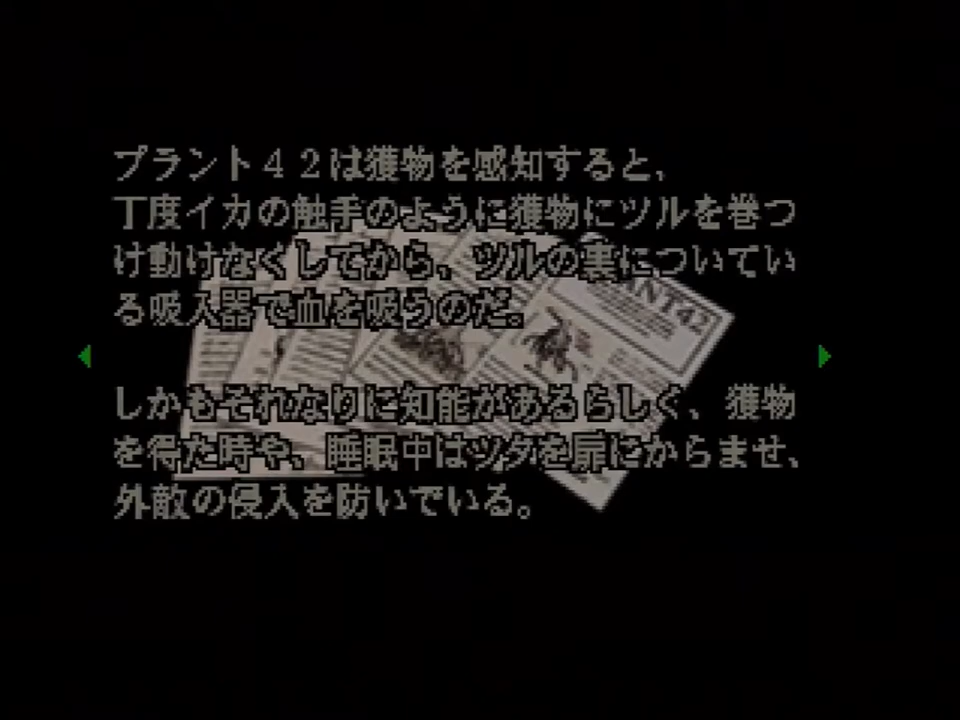 プラント４２は獲物を感知すると、
丁度イカの触手のように獲物にツルを巻つ
け動けなくしてから、ツルの裏についてい
る吸入器で血を吸うのだ。
しかもそれなりに知能があるらしく、獲物
を得た時や、睡眠中はツタを扉にからませ、
外敵の侵入を防いでいる。
ANT42